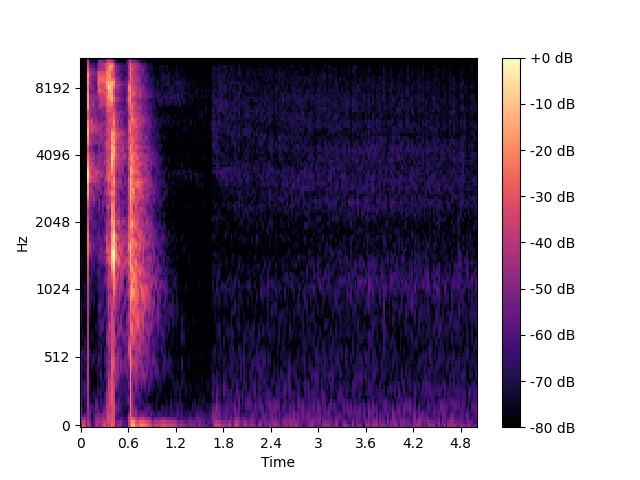 +0 dB
8192
-10 dB
4096
-20 dB
-30 dB
2048
Hz
-40 dB
1024
-50 dB
-60 dB
512
-70 dB
0
-80 dB
0 0.6 1.2 1.8 2.4 3 3.6 4.2 4.8
Time